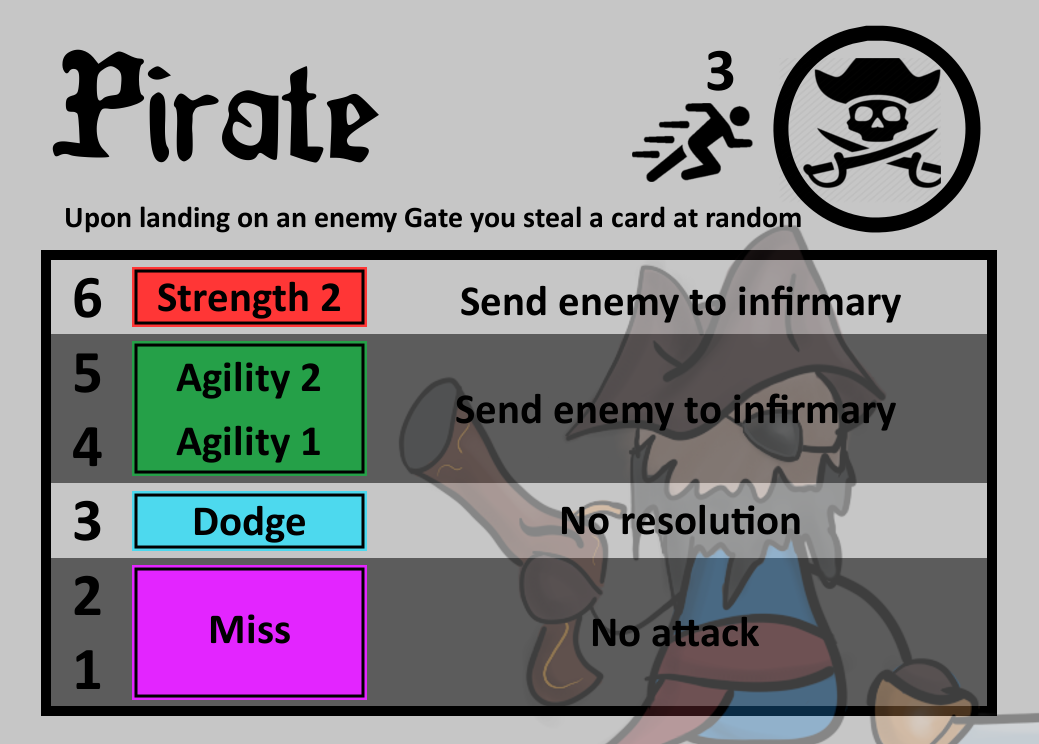 Pirate
3
Upon landing on an enemy Gate you steal a card at random
6 Strength 2 Send enemy to infirmary
5 Agility 2
Send enemy to infirmary
4 Agility 1
3 Dodge No resolution
2
Miss No attack
1